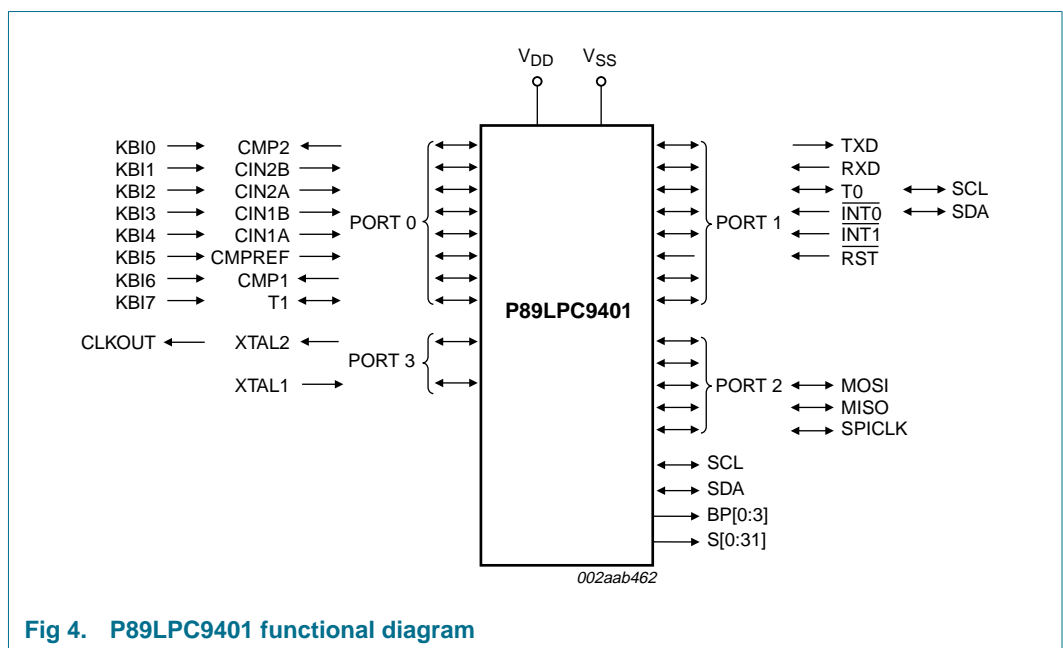 VDD VSS
KBI0 CMP2 TXD
KBI1 CIN2B RXD
KBI2 CIN2A T0 SCL
KBI3 CIN1B INT0 SDA
PORT 0 PORT 1
KBI4 CIN1A INT1
KBI5 CMPREF RST
KBI6 CMP1
KBI7 T1
P89LPC9401
CLKOUT XTAL2
PORT 3
XTAL1 PORT 2 MOSI
MISO
SPICLK
SCL
SDA
BP[0:3]
S[0:31]
002aab462
Fig 4. P89LPC9401 functional diagram